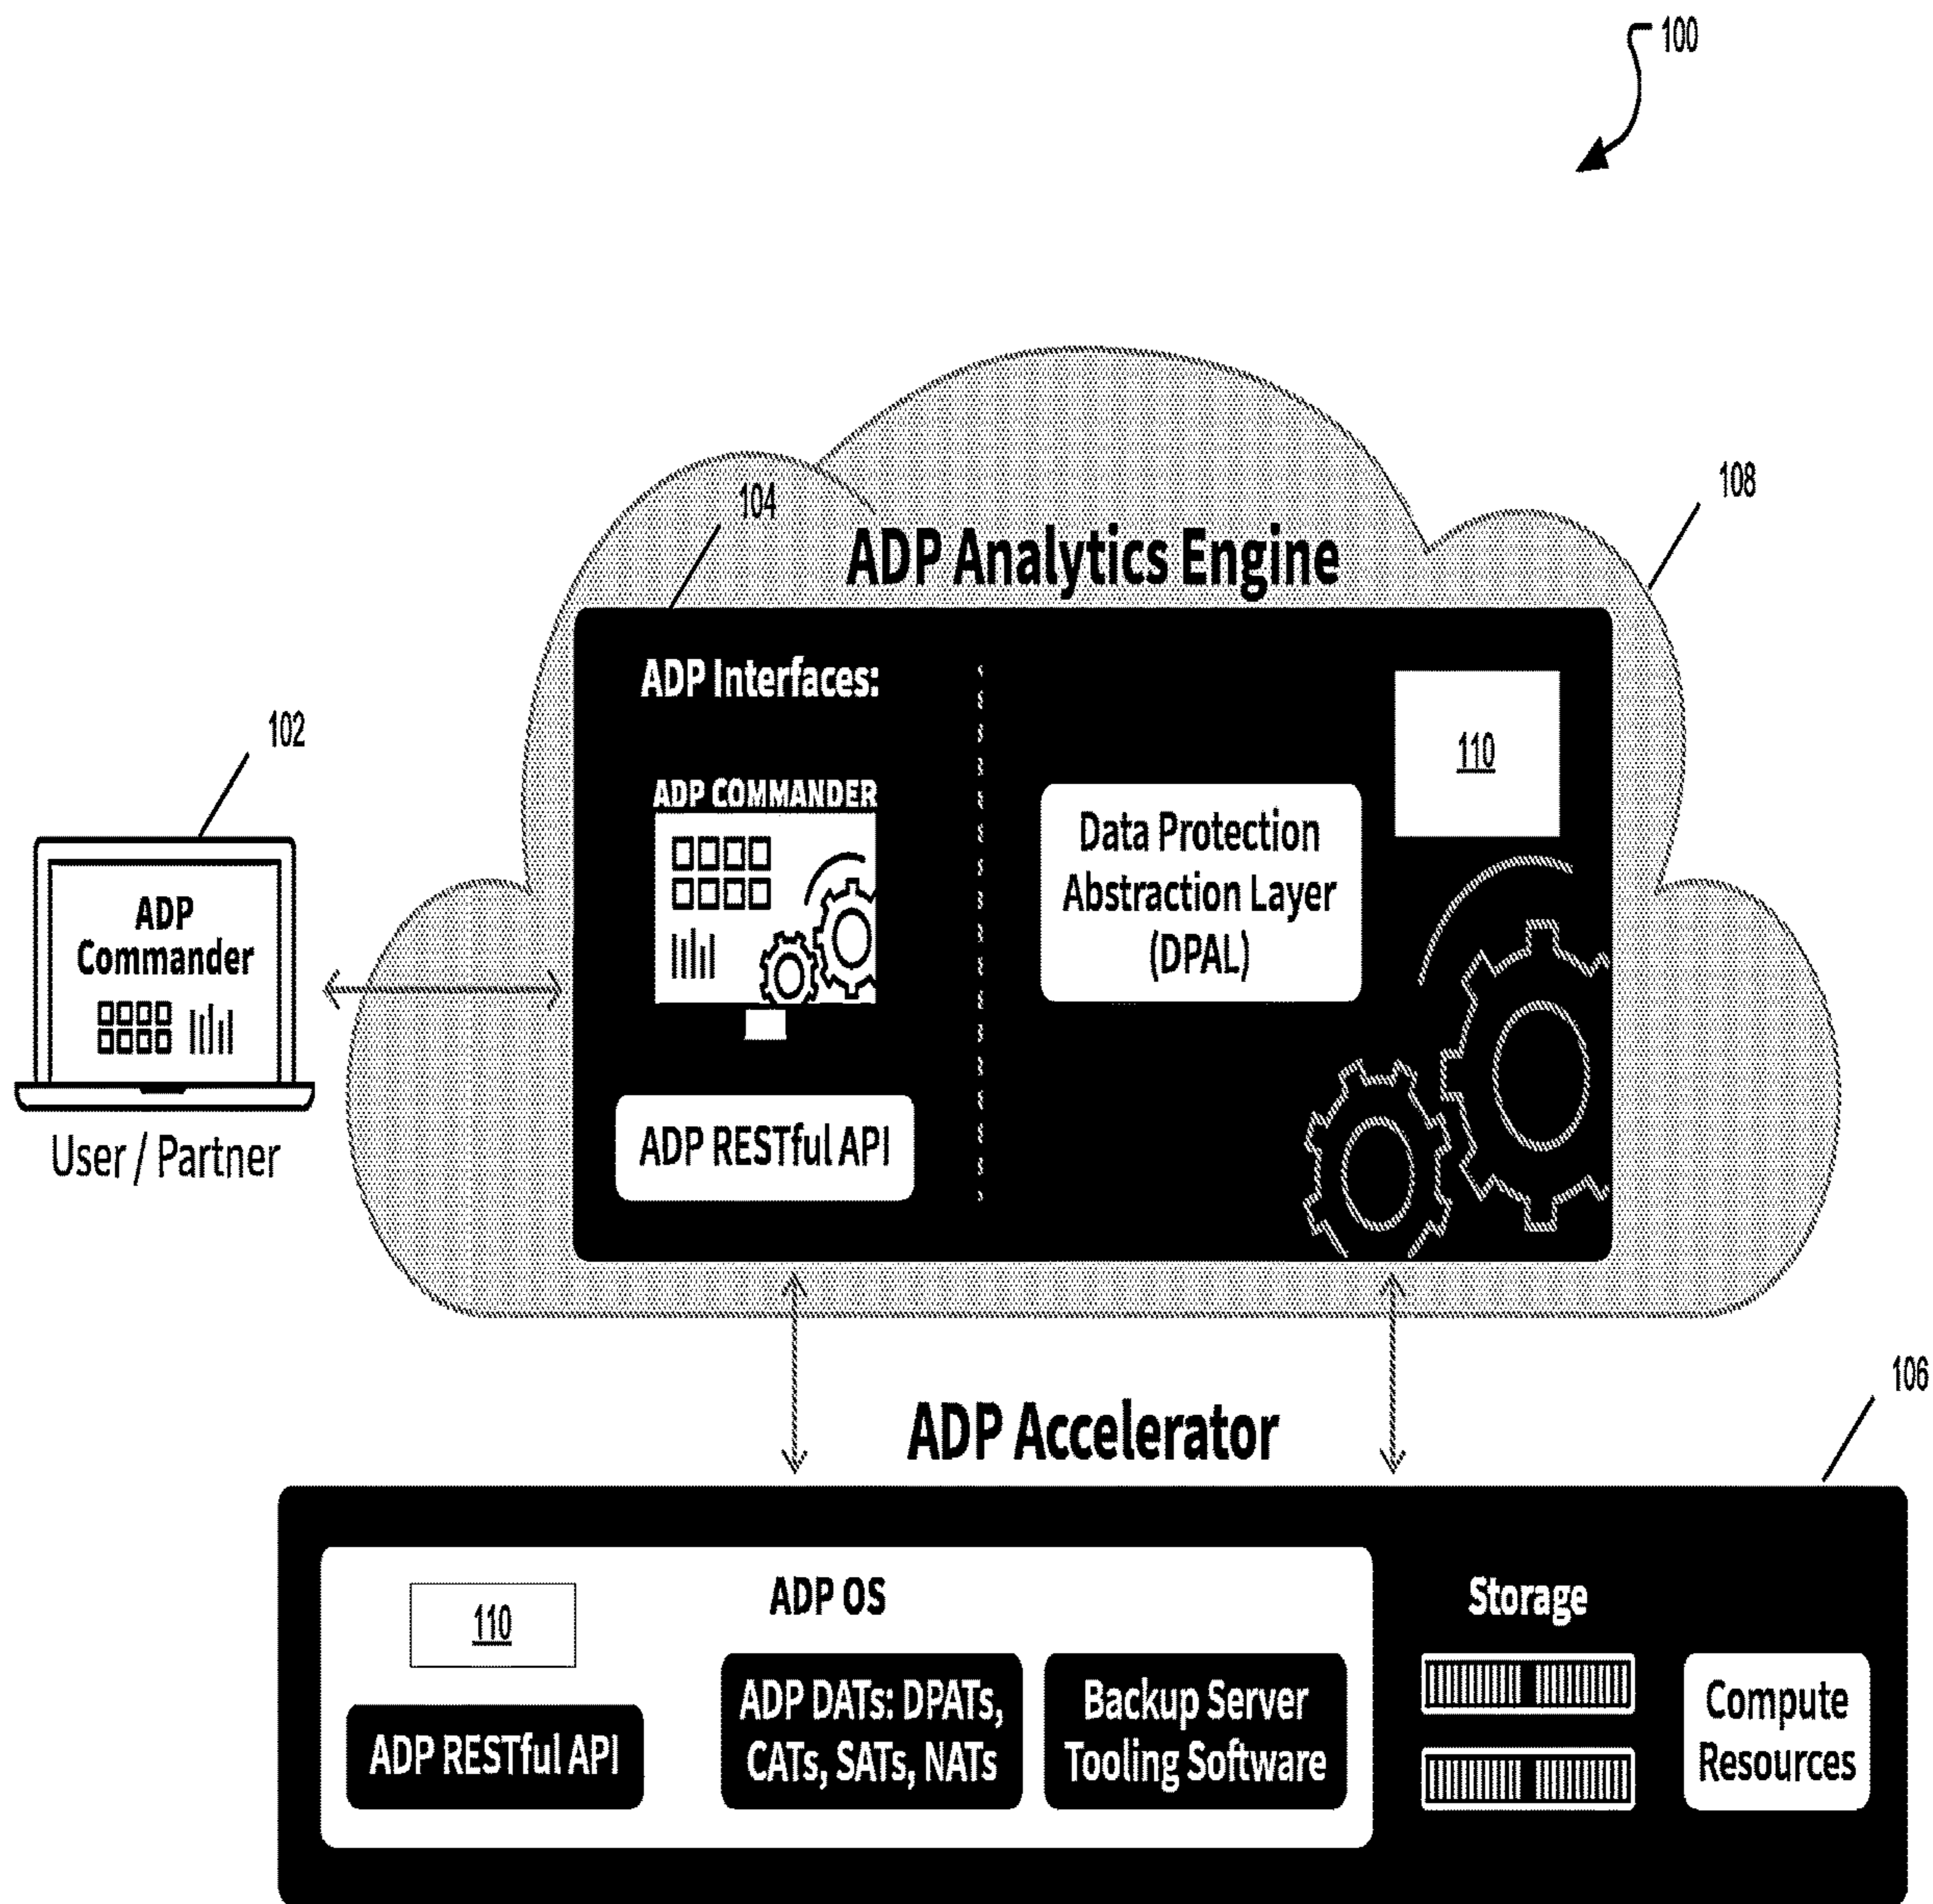 100
108
104
ADP Analytics Engine
ADP Interfaces:
102
110
ADP COMMANDER
Data Protection
Abstraction Layer
(DPAL)
ADP
Commander
User / Partner
ADP RESTful API
106
ADP Accelerator
ADP OS
110
Storage
ADP RESTful API
ADP DATs: DPATs,
CATs, SATs, NATs
Backup Server
Tooling Software
Compute
Resources